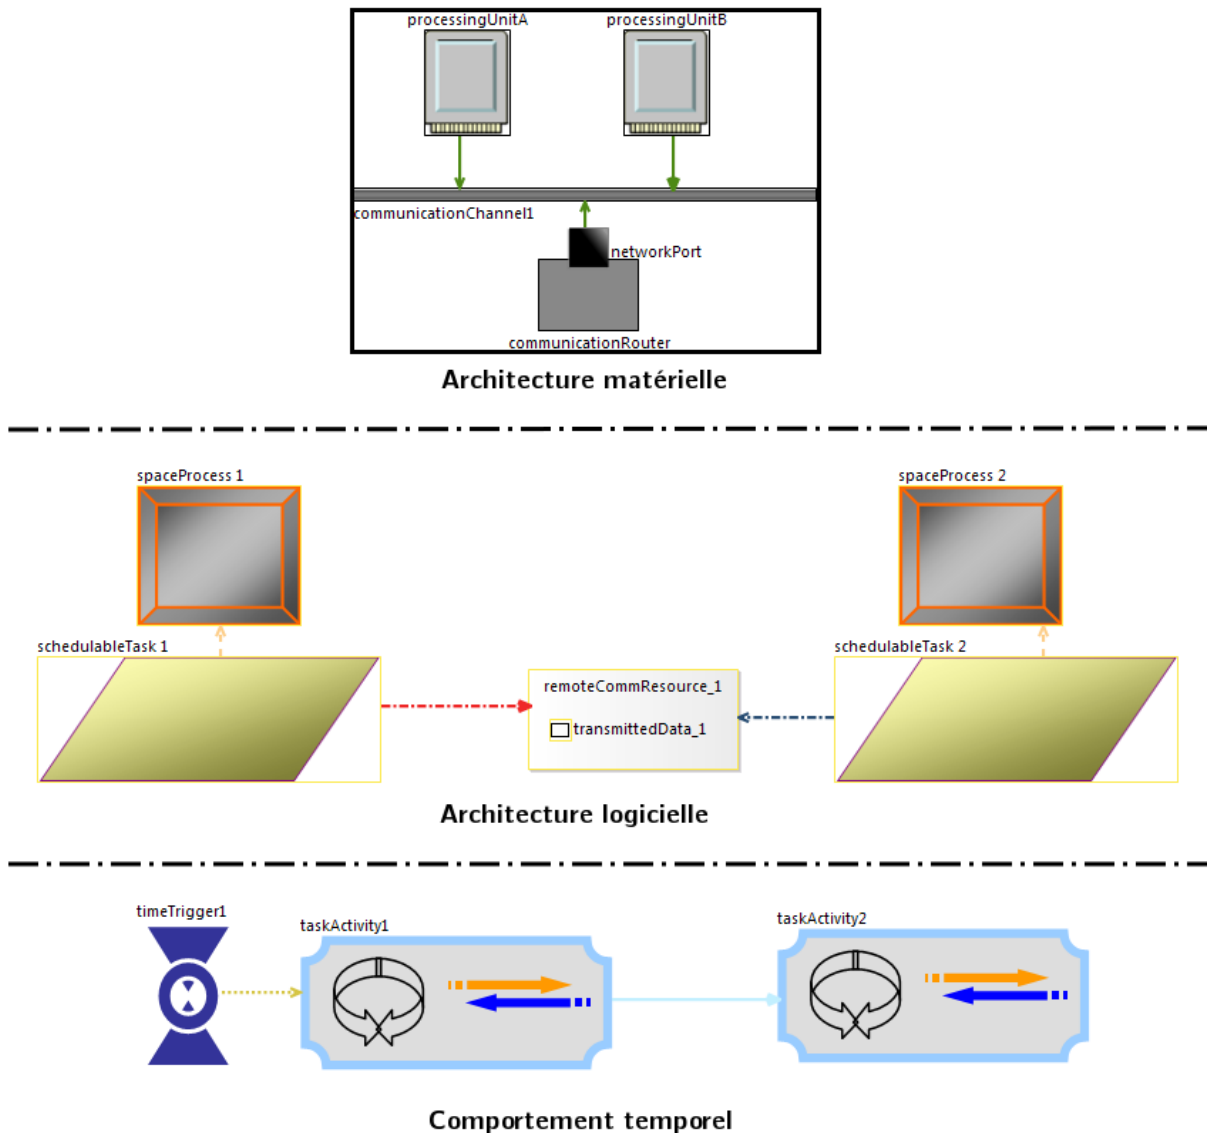 processingUnitA
processingUnitB
communicationChannel1
networkPort
communicationRouter
Architecture matérielle
spaceProcess 1
spaceProcess 2
schedulableTask 1
schedulableTask 2
remoteCommResource_1
transmittedData_1
Architecture logicielle
timeTrigger1
taskActivity1
taskActivity2
Comportement temporel